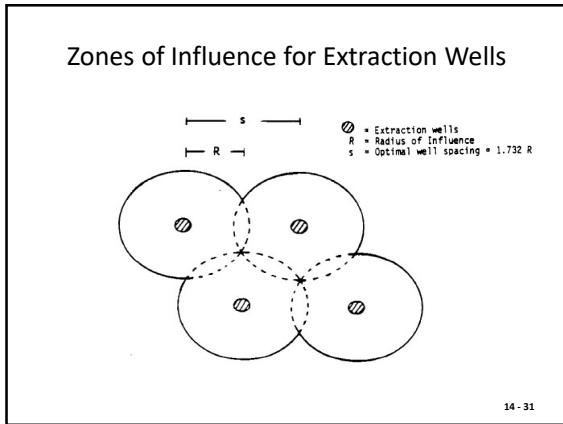 Zones of Influence for Extraction Wells
s
R
= Extraction wells
R = Radius of Influence
s = Optimal well spacing = 1.732 R
14 - 31